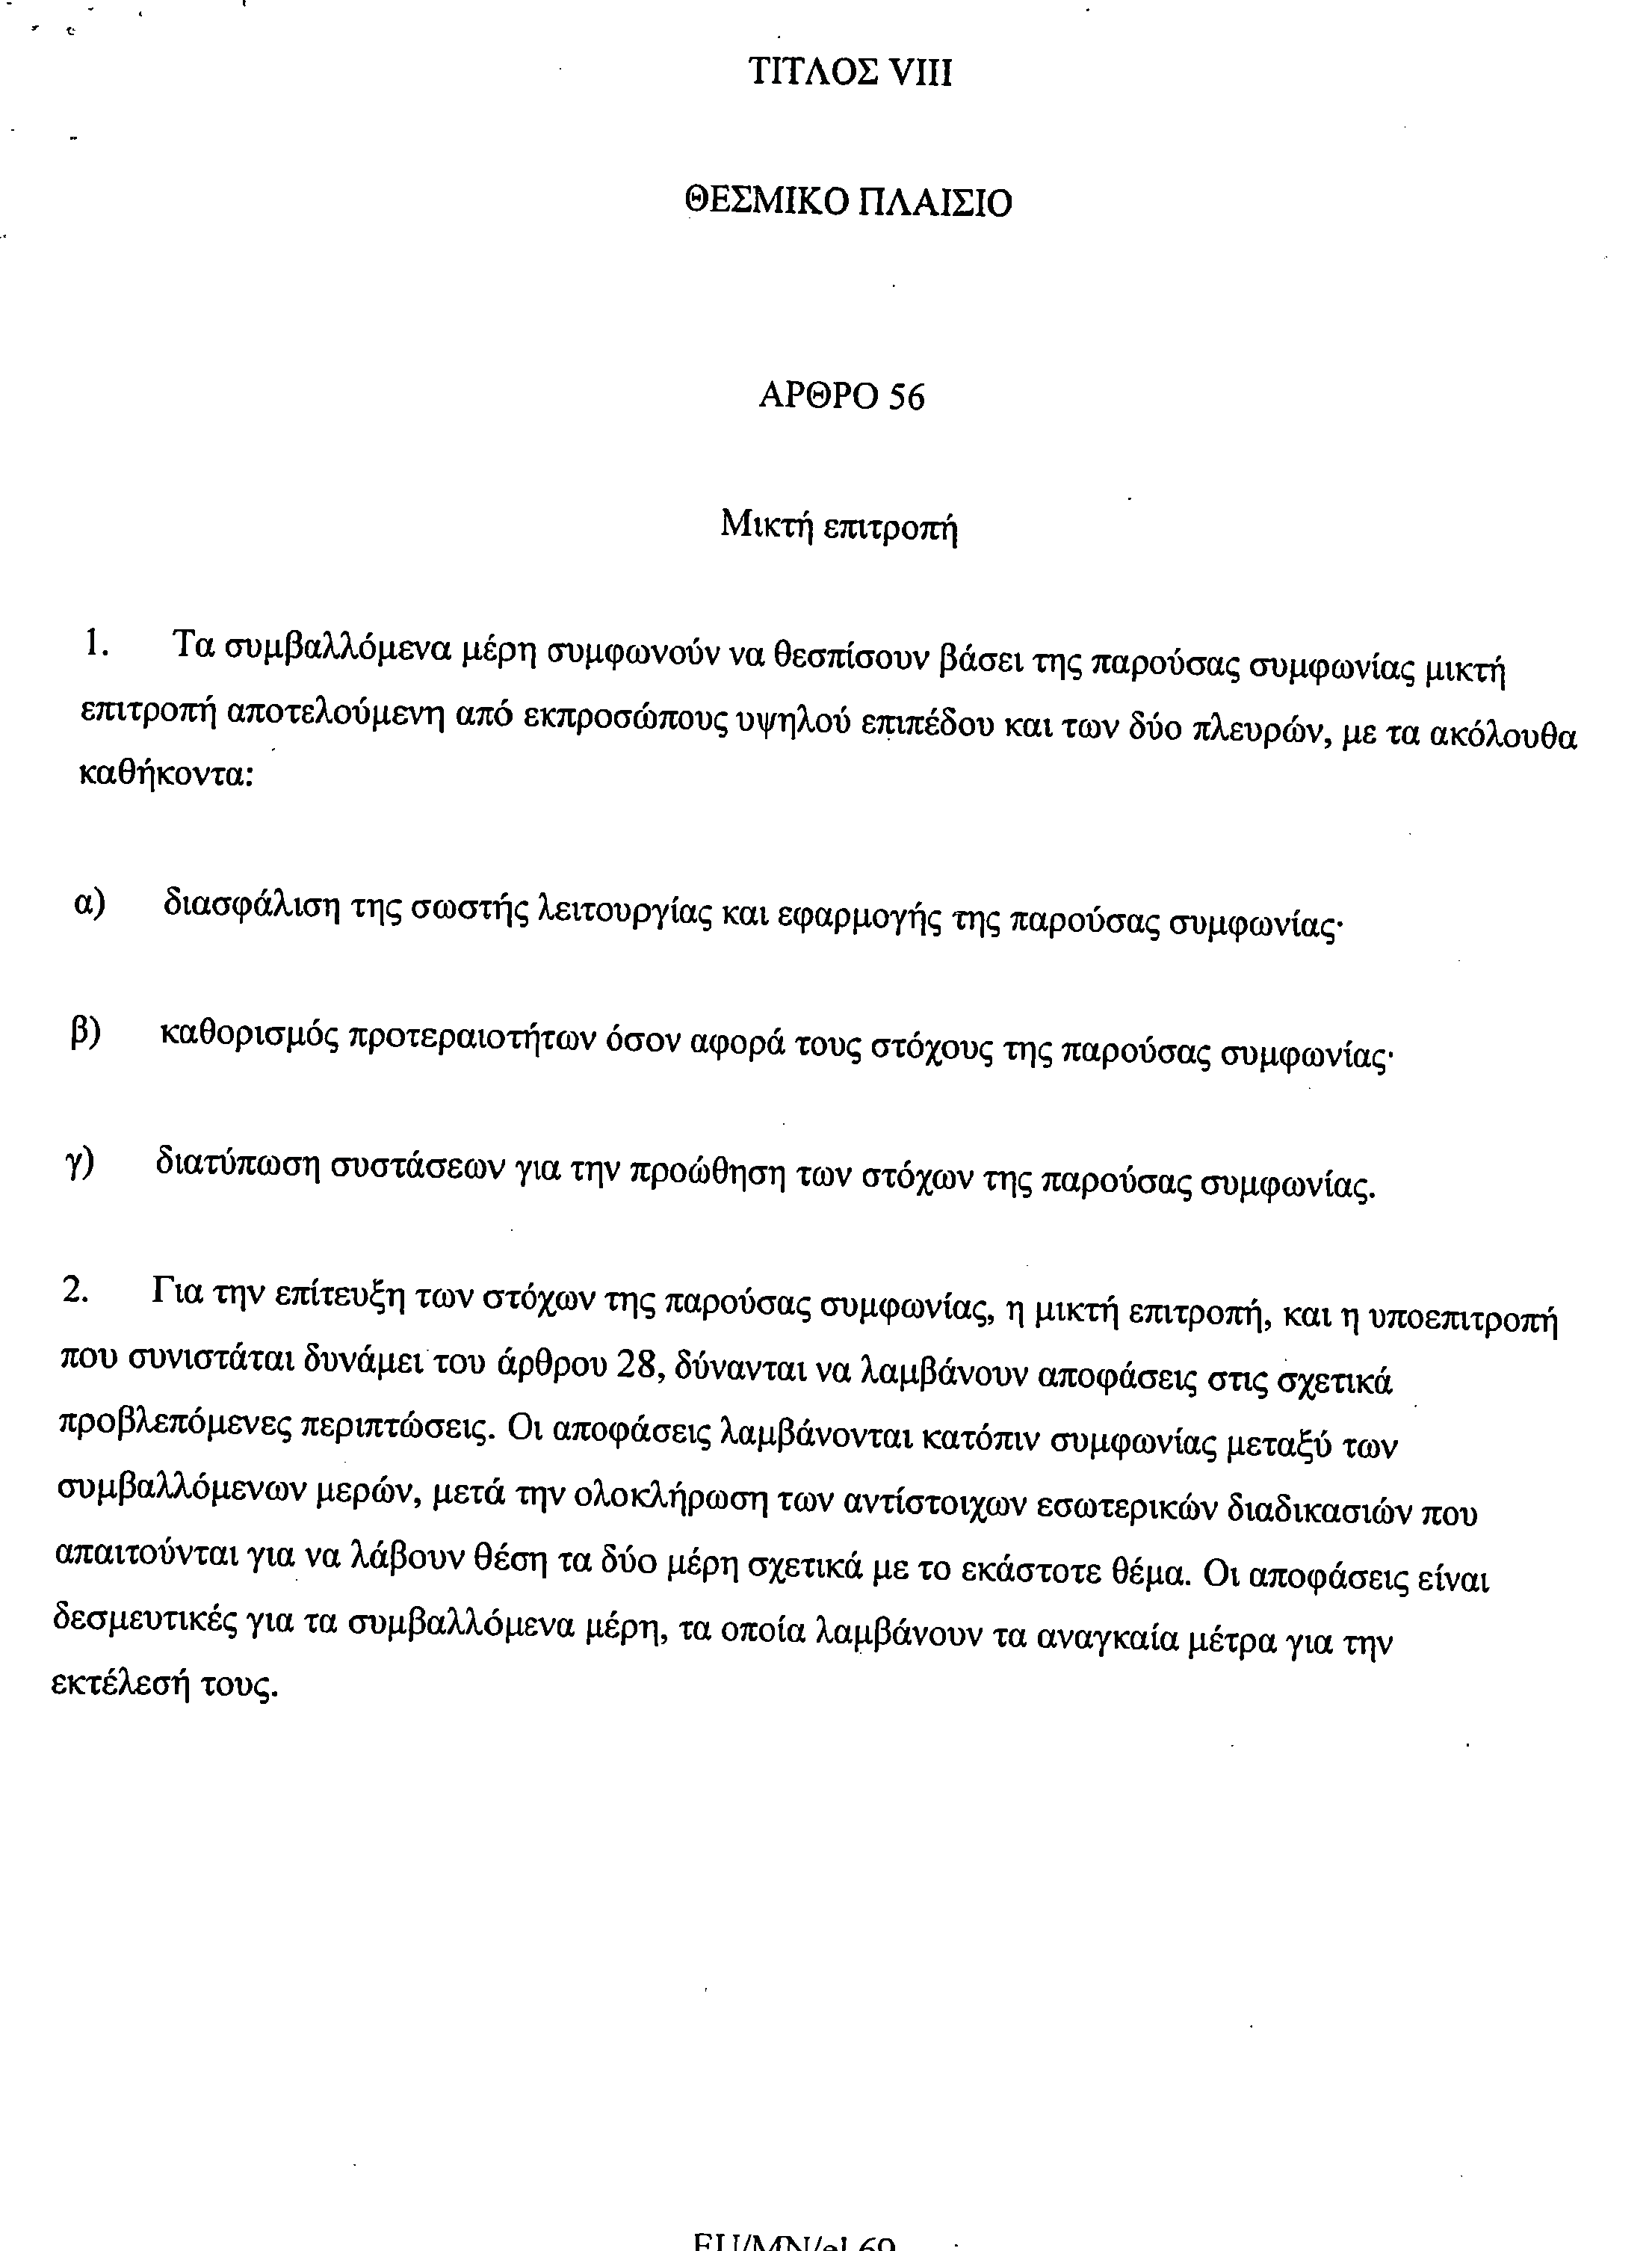 ΤΙΤΛΟΣ VIII
ΘΕΣΜΙΚΟ ΠΛΑΙΣΙΟ
ΑΡΘΡΟ 56
Μικτή επιτροπή
1. Τα συμβαλλόμενα μέρη συμφωνούν να θεσπίσουν βάσει της παρούσας συμφωνίας μικτή
επιτροπή αποτελούμενη από εκπροσώπους υψηλού επιπέδου και των δύο πλευρών, με τα ακόλουθα
καθήκοντα:
α) διασφάλιση της σωστής λειτουργίας και εφαρμογής της παρούσας συμφωνίας·
β) καθορισμός προτεραιοτήτων όσον αφορά τους στόχους της παρούσας συμφωνίας·
γ) διατύπωση συστάσεων για την προώθηση των στόχων της παρούσας συμφωνίας.
2. Για την επίτευξη των στόχων της παρούσας συμφωνίας, η μικτή επιτροπή, και η υποεπιτροπή
που συνιστάται δυνάμει του άρθρου 28, δύνανται να λαμβάνουν αποφάσεις στις σχετικά
προβλεπόμενες περιπτώσεις. Οι αποφάσεις λαμβάνονται κατόπιν συμφωνίας μεταξύ των
συμβαλλόμενων μερών, μετά την ολοκλήρωση των αντίστοιχων εσωτερικών διαδικασιών που
απαιτούνται για να λάβουν θέση τα δύο μέρη σχετικά με το εκάστοτε θέμα. Οι αποφάσεις είναι
δεσμευτικές για τα συμβαλλόμενα μέρη, τα οποία λαμβάνουν τα αναγκαία μέτρα για την
εκτέλεσή τους.
EU/MN/el 69